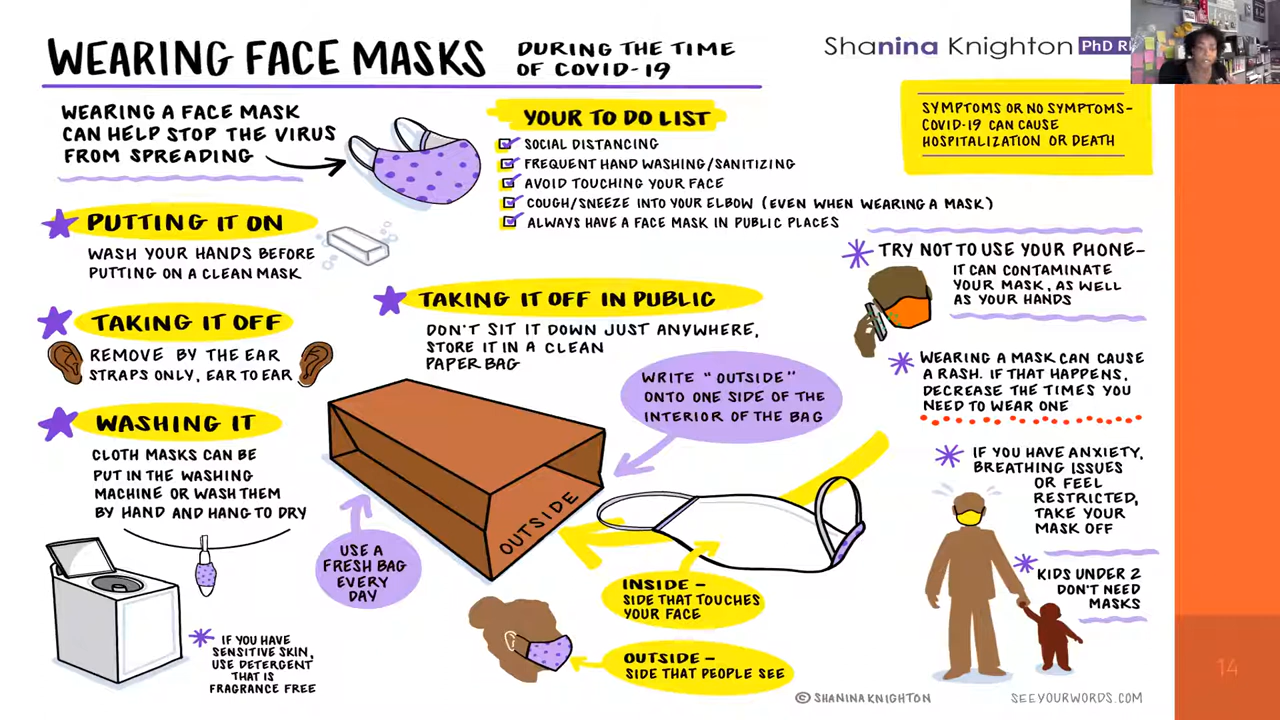 WEARING FACE MASKS
DURING THE TIME
OF COVID-19
Shanina Knighton PhD
WEARING A FACE MASK
CAN HELP STOP THE VIRUS
FROM SPREADING
YOUR TO DO LIST
SOCIAL DISTANCING
FREQUENT HAND WASHING/SANITIZING
AVOID TOUCHING YOUR FACE
COUGH/SNEEZE INTO YOUR ELBOW (EVEN WHEN WEARING A MASK)
ALWAYS HAVE A FACE MASK IN PUBLIC PLACES
SYMPTOMS OR NO SYMPTOMS-
COVID-19 CAN CAUSE
HOSPITALIZATION OR DEATH
PUTTING IT ON
WASH YOUR HANDS BEFORE
PUTTING ON A CLEAN MASK
TAKING IT OFF
REMOVE BY THE EAR
STRAPS ONLY, EAR TO EAR
WASHING IT
CLOTH MASKS CAN BE
PUT IN THE WASHING
MACHINE OR WASH THEM
BY HAND AND HANG TO DRY
IF YOU HAVE
SENSITIVE SKIN,
USE DETERGENT
THAT IS
FRAGRANCE FREE
TAKING IT OFF IN PUBLIC
DON'T SIT IT DOWN JUST ANYWHERE,
STORE IT IN A CLEAN
PAPER BAG
WRITE "OUTSIDE"
ONTO ONE SIDE OF THE
INTERIOR OF THE BAG
OUTSIDE
USE A
FRESH BAG
EVERY
DAY
INSIDE-
SIDE THAT TOUCHES
YOUR FACE
OUTSIDE-
SIDE THAT PEOPLE SEE
TRY NOT TO USE YOUR PHONE-
IT CAN CONTAMINATE
YOUR MASK, AS WELL
AS YOUR HANDS
WEARING A MASK CAN CAUSE
A RASH. IF THAT HAPPENS,
DECREASE THE TIMES YOU
NEED TO WEAR ONE
IF YOU HAVE ANXIETY,
BREATHING ISSUES
OR FEEL
RESTRICTED,
TAKE YOUR
MASK OFF
KIDS UNDER 2
DON'T NEED
MASKS
© SHANINA KNIGHTON
SEEYOURWORDS.COM
14